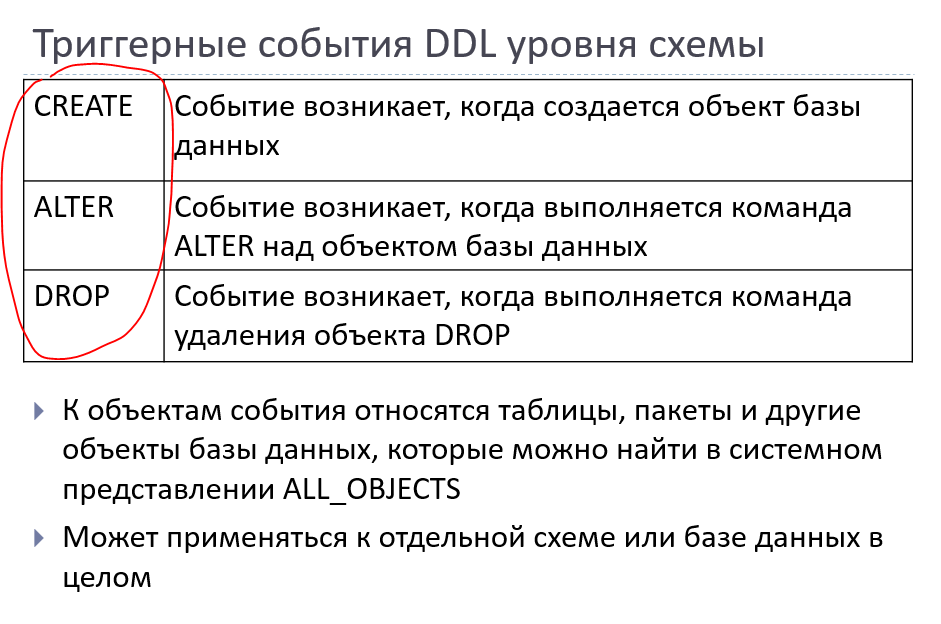 Триггерные события DDL уровня схемы
CREATE
Событие возникает, когда создается объект базы
данных
ALTER
Событие возникает, когда выполняется команда
ALTER над объектом базы данных
DROP
Событие возникает, когда выполняется команда
удаления объекта DROP
К объектам события относятся таблицы, пакеты и другие
объекты базы данных, которые можно найти в системном
представлении ALL_OBJECTS
Может применяться к отдельной схеме или базе данных в
целом